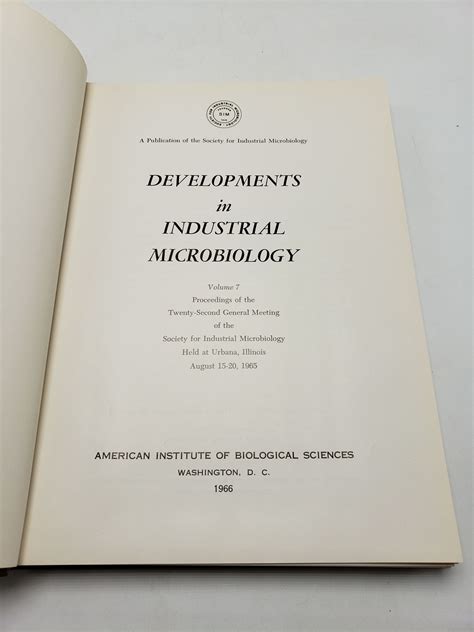 SIM
A Publication of the Society for Industrial Microbiology
DEVELOPMENTS
in
INDUSTRIAL
MICROBIOLOGY
Volume 7
Proceedings of the
Twenty-Second General Meeting
of the
Society for Industrial Microbiology
Held at Urbana, Illinois
August 15-20, 1965
AMERICAN INSTITUTE OF BIOLOGICAL SCIENCES
WASHINGTON, D. C.
1966